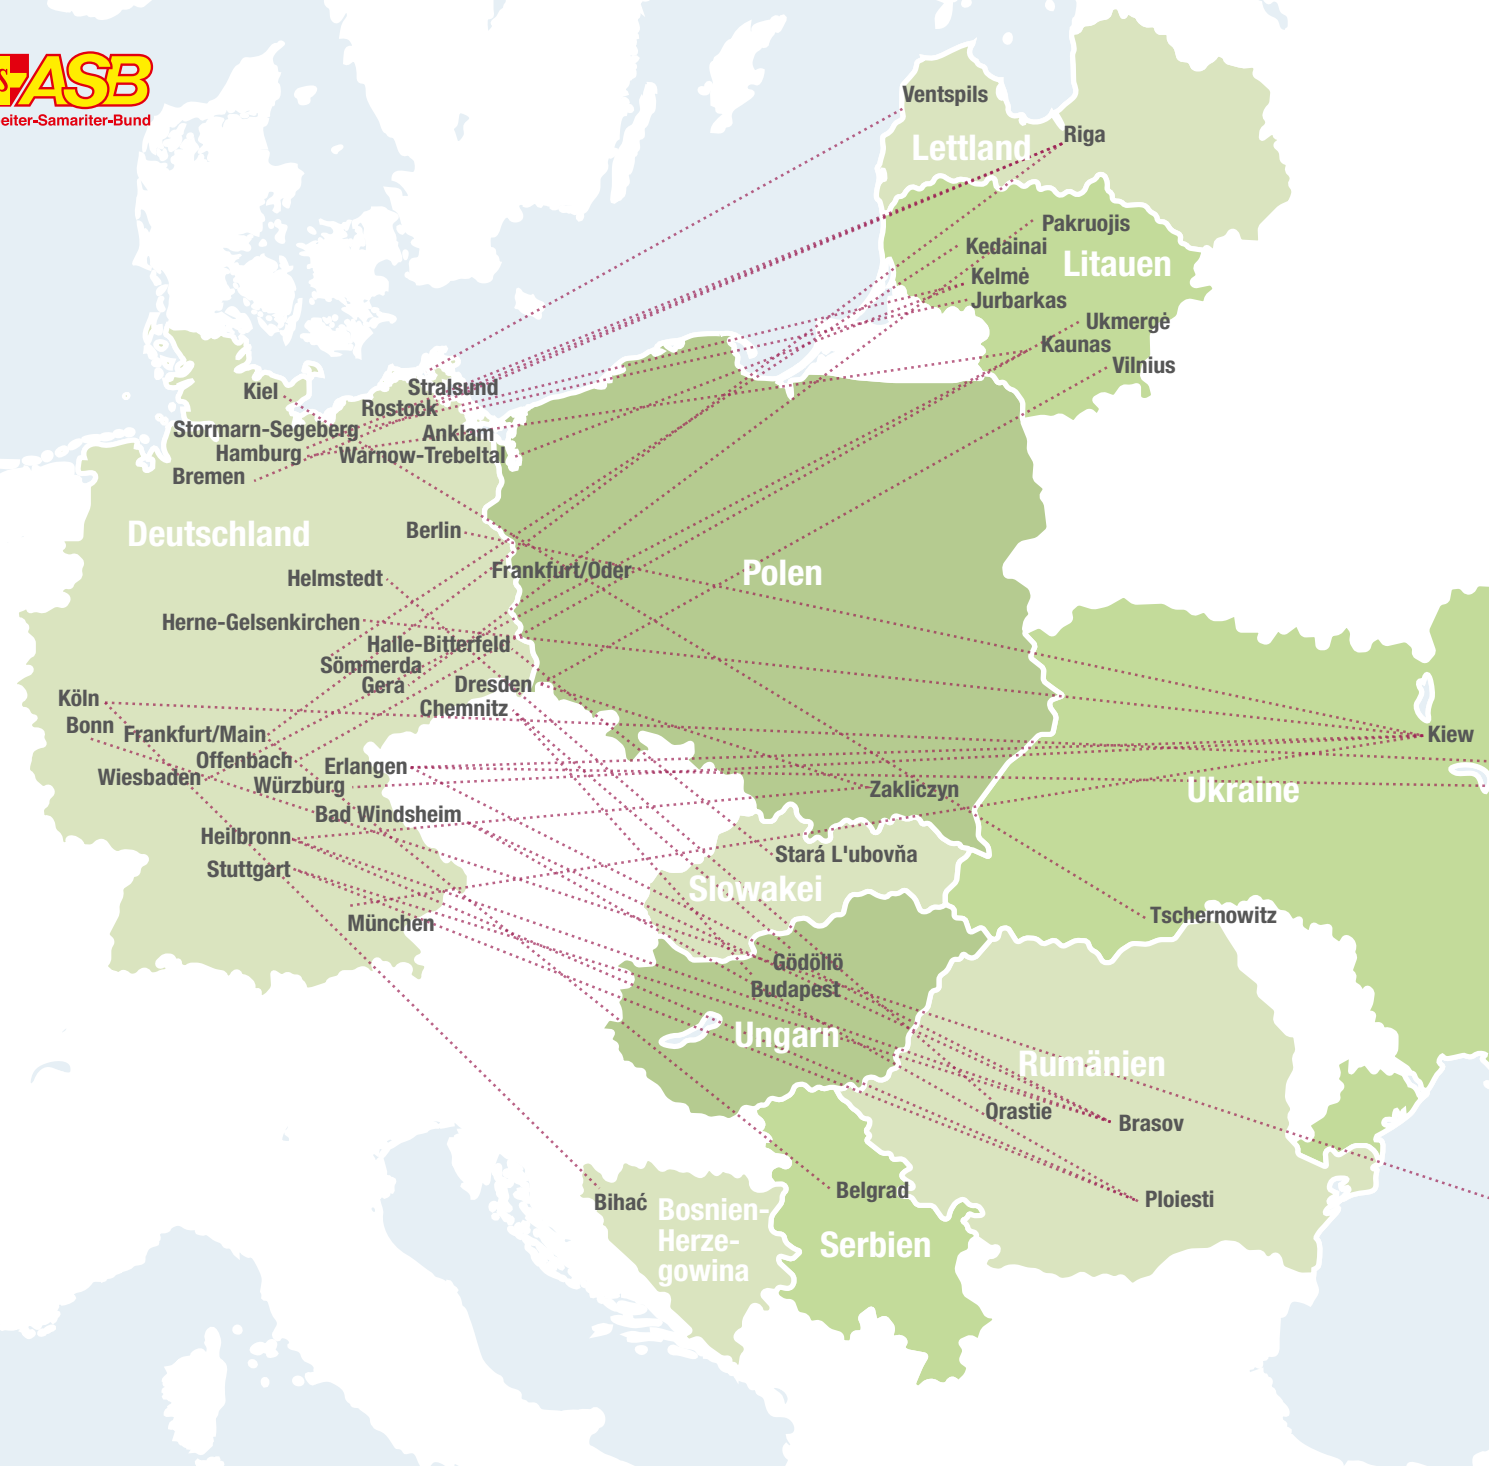 ASB
eiter-Samariter-Bund
Ventspils
Riga
Lettland
Pakruojis
Kedainai
Litauen
Kelmė
Jurbarkas
Ukmergė
Kaunas
Vilnius
Kiel
Stralsund
Rostock
Stormarn-Segeberg
Anklam
Hamburg
Warnow-Trebeltal
Bremen
Deutschland
Berlin
Helmstedt
Frankfurt/Oder
Polen
Herne-Gelsenkirchen
Halle-Bitterfeld
Sömmerda
Gera
Dresden
Köln
Chemnitz
Bonn
Frankfurt/Main
Kiew
Offenbach
Erlangen
Wiesbaden
Würzburg
Zakliczyn
Ukraine
Bad Windsheim
Heilbronn
Stará L'ubovňa
Stuttgart
Slowakei
München
Tschernowitz
Gödöllö
Budapest
Ungarn
Rumänien
Orastie
Brasov
Belgrad
Bihać
Ploiesti
Bosnien-
Herze-
gowina
Serbien